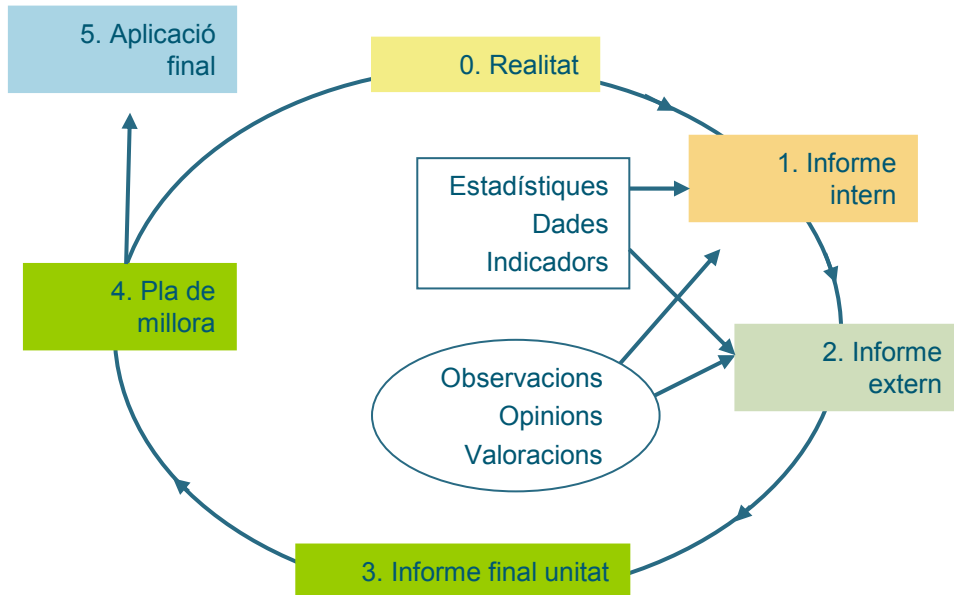 5. Aplicació
final
0. Realitat
1. Informe
intern
Estadístiques
Dades
Indicadors
4. Pla de
millora
2. Informe
extern
Observacions
Opinions
Valoracions
3. Informe final unitat